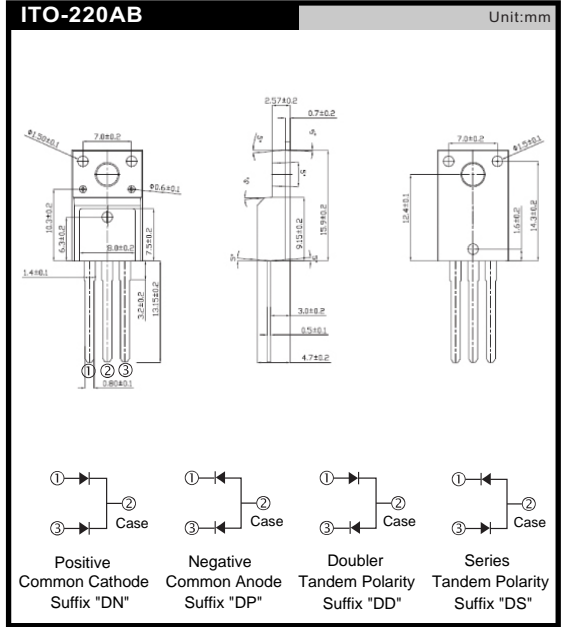 ITO-220AB
Unit:mm
2.57±0.2
0.7±0.2
Φ1.50±0.1
7.0±0.2
Φ0.6±0.1
10.3±0.2
6.3±0.2
8.0±0.2
7.5±0.2
1.4±0.1
3.2±0.2
13.15±0.2
0.80±0.1
① ② ③
5°
5°
9.15±0.2
15.9±0.2
5°
3.0±0.2
0.5±0.1
4.7±0.2
7.0±0.2
Φ1.5±0.1
12.4±0.1
1.6±0.2
14.3±0.2
① ② ③ Case
① ② ③ Case
① ② ③ Case
① ② ③ Case
Positive
Common Cathode
Suffix "DN"
Negative
Common Anode
Suffix "DP"
Doubler
Tandem Polarity
Suffix "DD"
Series
Tandem Polarity
Suffix "DS"